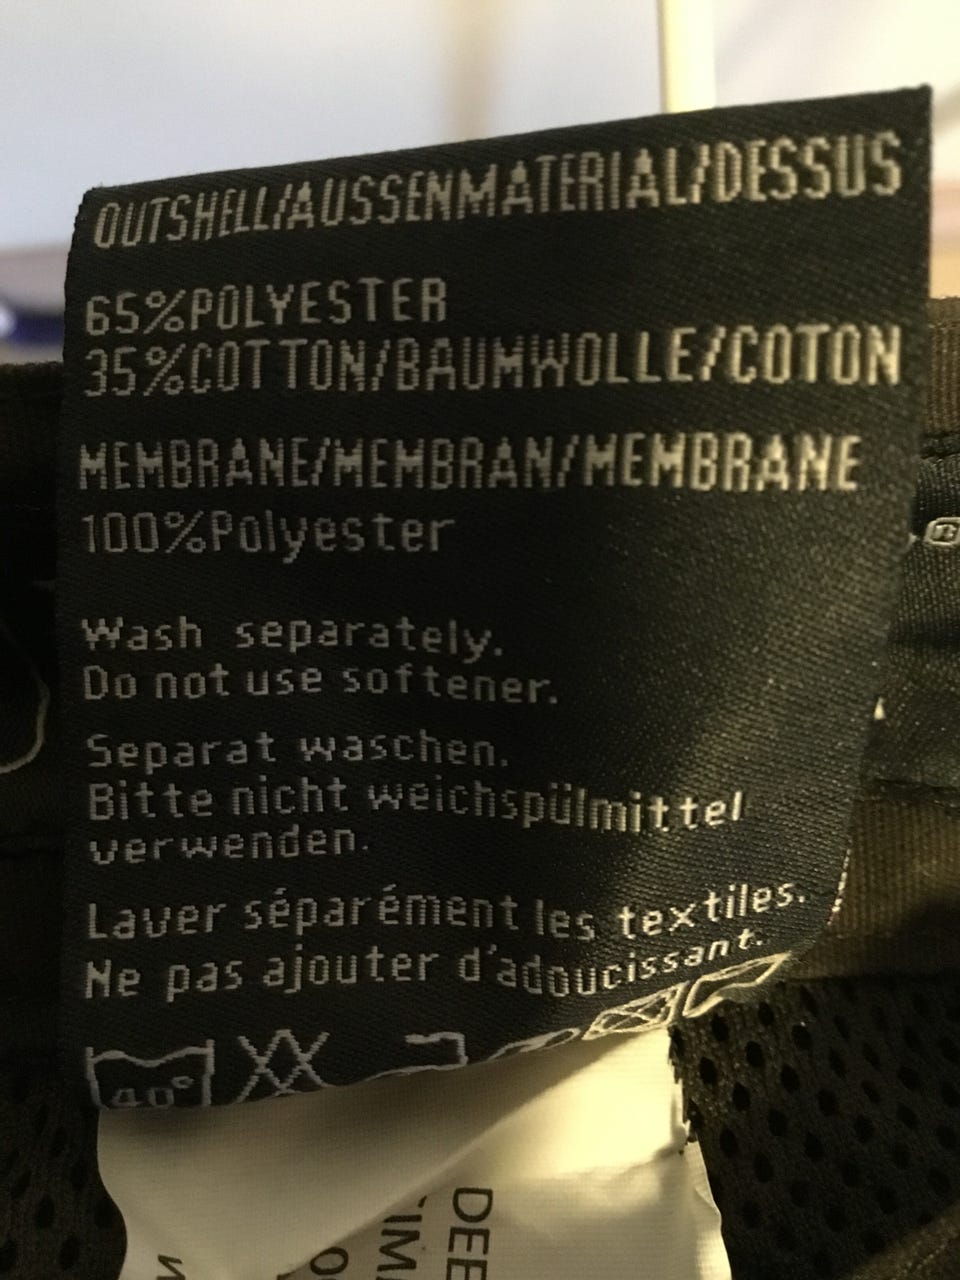 OUTSHELL/AUSSENMATERIAL/DESSUS
65%POLYESTER
35%COTTON/BAUMWOLLE/COTON
MEMBRANE/MEMBRAN/MEMBRANE
100%Polyester
Wash separately.
Do not use softener.
Separat waschen.
Bitte nicht weichspülmittel
verwenden.
Laver séparément les textiles.
Ne pas ajouter d'adoucissant.
40°